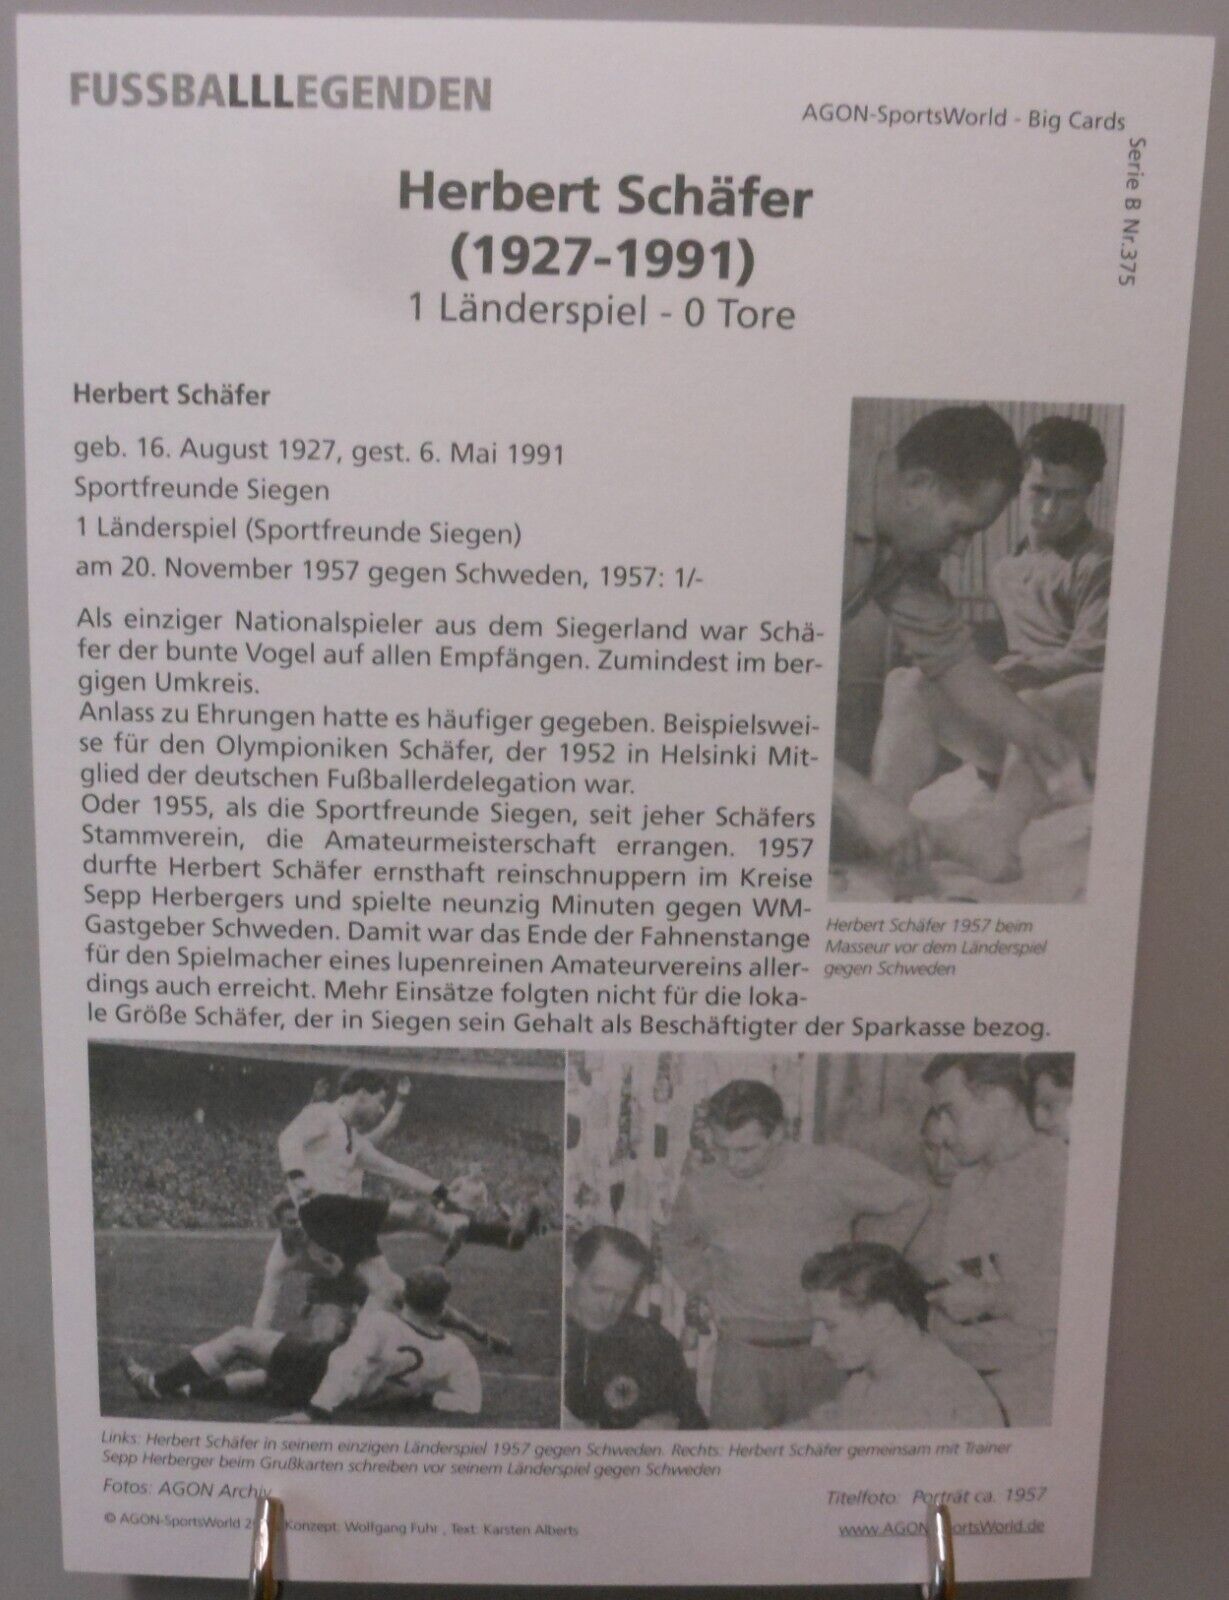 FUSSBALLLEGENDEN
AGON-SportsWorld - Big Cards
Serie B Nr.375
Herbert Schäfer
(1927-1991)
1 Länderspiel - 0 Tore
Herbert Schäfer
geb. 16. August 1927, gest. 6. Mai 1991
Sportfreunde Siegen
1 Länderspiel (Sportfreunde Siegen)
am 20. November 1957 gegen Schweden, 1957: 1/-
Als einziger Nationalspieler aus dem Siegerland war Schä-
fer der bunte Vogel auf allen Empfängen. Zumindest im ber-
gigen Umkreis.
Anlass zu Ehrungen hatte es häufiger gegeben. Beispielswei-
se für den Olympioniken Schäfer, der 1952 in Helsinki Mit-
glied der deutschen Fußballerdelegation war.
Oder 1955, als die Sportfreunde Siegen, seit jeher Schäfers
Stammverein, die Amateurmeisterschaft errangen. 1957
durfte Herbert Schäfer ernsthaft reinschnuppern im Kreise
Sepp Herbergers und spielte neunzig Minuten gegen WM-
Gastgeber Schweden. Damit war das Ende der Fahnenstange
für den Spielmacher eines lupenreinen Amateurvereins aller-
dings auch erreicht. Mehr Einsätze folgten nicht für die loka-
le Größe Schäfer, der in Siegen sein Gehalt als Beschäftigter der Sparkasse bezog.
Herbert Schäfer 1957 beim
Masseur vor dem Länderspiel
gegen Schweden
2
Links: Herbert Schäfer in seinem einzigen Länderspiel 1957 gegen Schweden. Rechts: Herbert Schäfer gemeinsam mit Trainer
Sepp Herberger beim Grußkarten schreiben vor seinem Länderspiel gegen Schweden
Fotos: AGON Archiv
Titelfoto: Porträt ca. 1957
© AGON-SportsWorld Konzept: Wolfgang Fuhr , Text: Karsten Alberts
www.AGON-SportsWorld.de